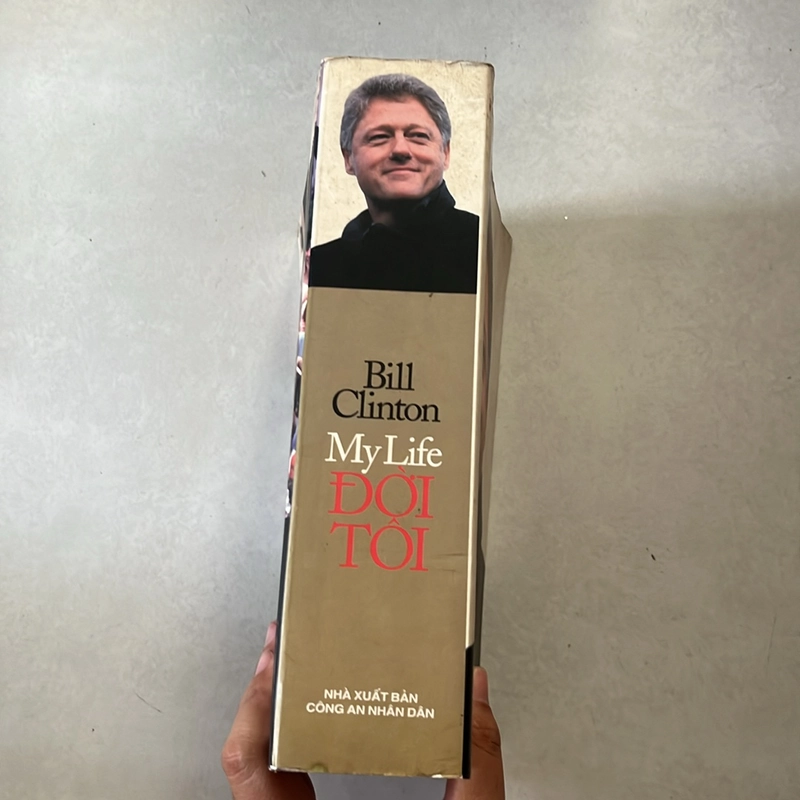 Bill
Clinton
My Life
ĐỜI
TÔI
NHÀ XUẤT BẢN
CÔNG AN NHÂN DÂN